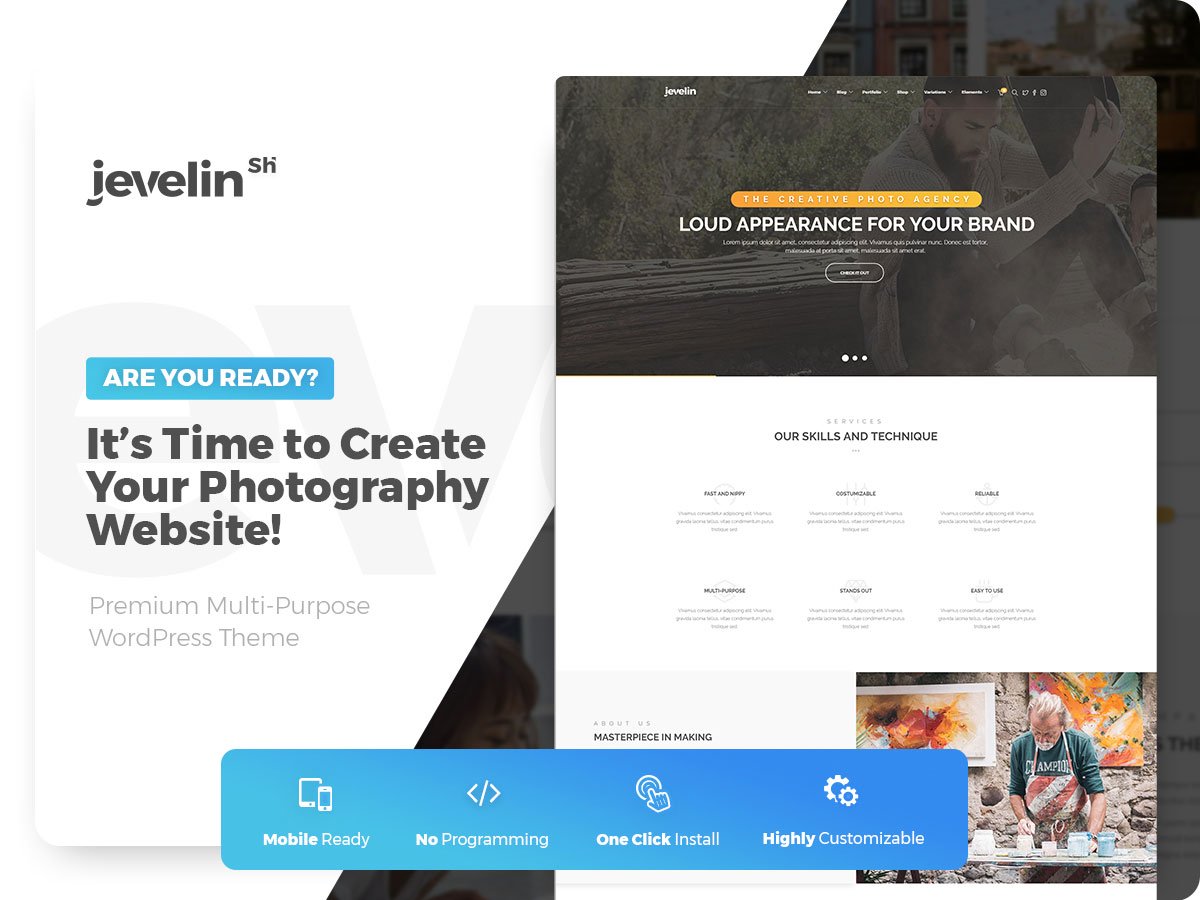 jevelin Sh
ARE YOU READY?
It's Time to Create
Your Photography
Website!
Premium Multi-Purpose
WordPress Theme
jevelin
Home Blog Portfolio Shop Variations Elements
THE CREATIVE PHOTO AGENCY
LOUD APPEARANCE FOR YOUR BRAND
Lorem ipsum dolor sit amet, consectetur adipiscing elit. Vivamus quis pulvinar nunc. Donec est tortor,
malesuada at porta sit amet, malesuada sit amet erat.
CHECK IT OUT
SERVICES
OUR SKILLS AND TECHNIQUE
FAST AND NIPPY
Vivamus consectetur adipiscing elit. Vivamus
gravida lacinia tellus, vitae condimentum purus
tristique sed.
COSTUMIZABLE
Vivamus consectetur adipiscing elit. Vivamus
gravida lacinia tellus, vitae condimentum purus
tristique sed.
RELIABLE
Vivamus consectetur adipiscing elit. Vivamus
gravida lacinia tellus, vitae condimentum purus
tristique sed.
MULTI-PURPOSE
Vivamus consectetur adipiscing elit. Vivamus
gravida lacinia tellus, vitae condimentum purus
tristique sed.
STANDS OUT
Vivamus consectetur adipiscing elit. Vivamus
gravida lacinia tellus, vitae condimentum purus
tristique sed.
EASY TO USE
Vivamus consectetur adipiscing elit. Vivamus
gravida lacinia tellus, vitae condimentum purus
tristique sed.
ABOUT US
MASTERPIECE IN MAKING
CHAMPION
Mobile Ready
No Programming
One Click Install
Highly Customizable